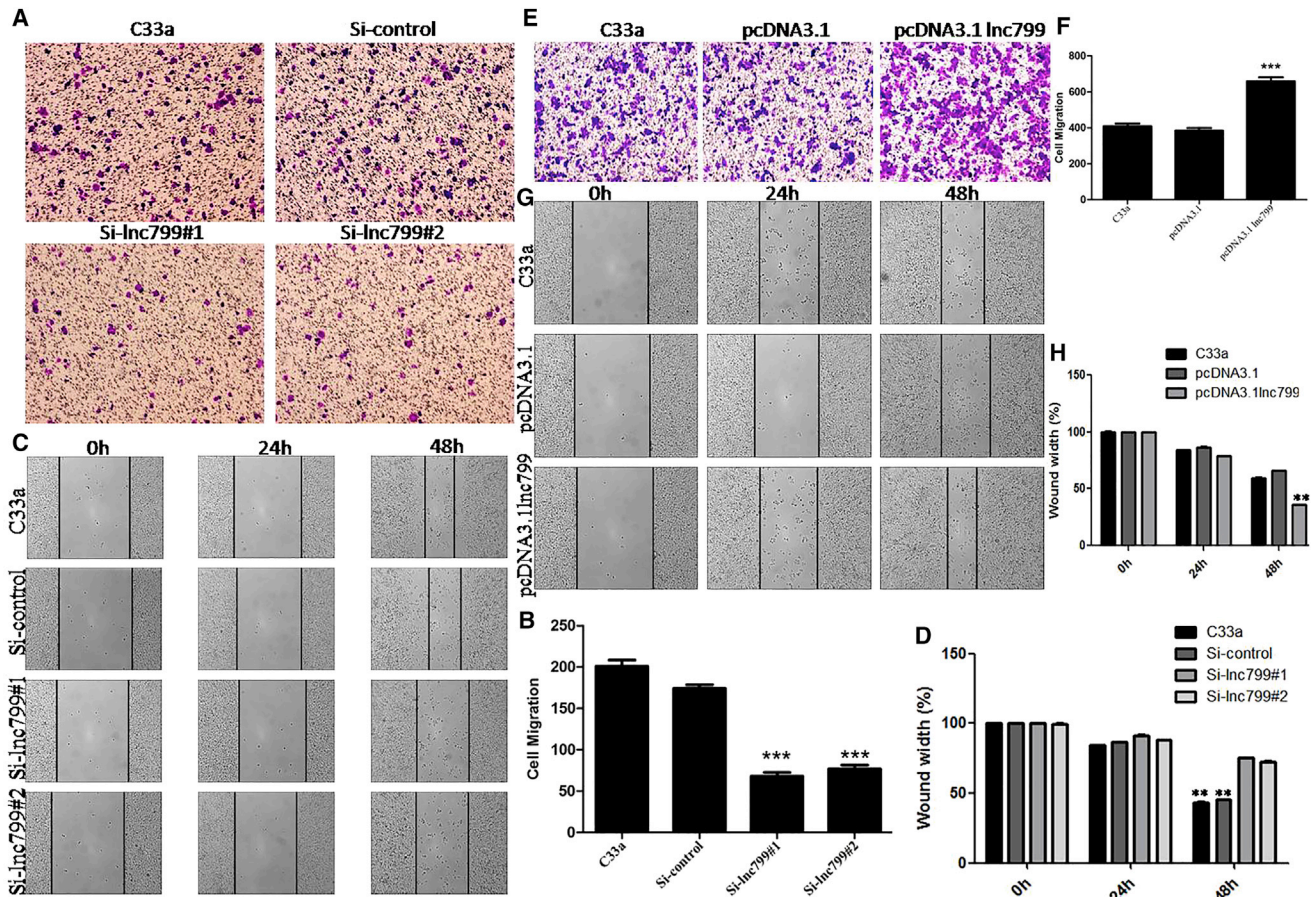 A
C33a
Si-control
Si-lnc799#1
Si-lnc799#2
C
0h
24h
48h
C33a
Si-control
Si-lnc799#1
Si-lnc799#2
E
C33a
pcDNA3.1
pcDNA3.1 lnc799
F
800
600
400
200
0
Cell Migration
***
C33a
pcDNA3.1
pcDNA3.1 lnc799
G
0h
24h
48h
C33a
pcDNA3.1
pcDNA3.1lnc799
H
C33a
pcDNA3.1
pcDNA3.1lnc799
150
100
50
0
Wound width (%)
**
0h
24h
48h
B
250
200
150
100
50
0
Cell Migration
***
***
C33a
Si-control
Si-lnc799#1
Si-lnc799#2
D
C33a
Si-control
Si-lnc799#1
Si-lnc799#2
150
100
50
0
Wound width (%)
** **
0h
24h
48h